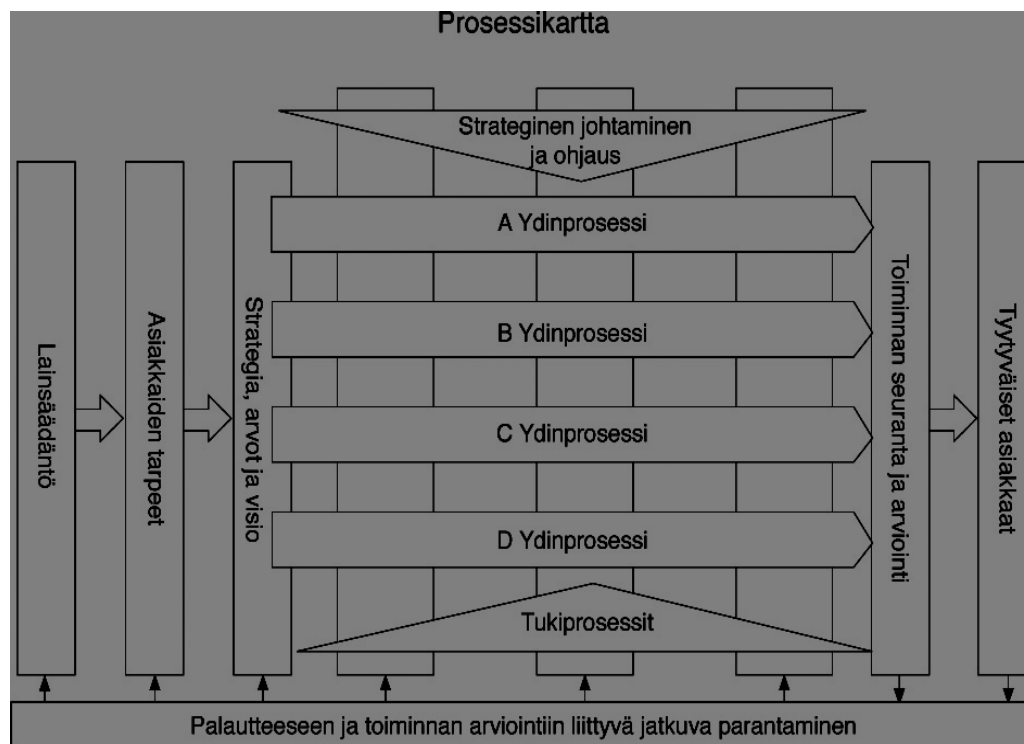 Prosessikartta
Strateginen johtaminen
ja ohjaus
Lainsäädäntö
Asiakkaiden tarpeet
Strategia, arvot ja visio
A Ydinprosessi
B Ydinprosessi
C Ydinprosessi
D Ydinprosessi
Tukiprosessit
Toiminnan seuranta ja arviointi
Tyytyväiset asiakkaat
Palautteeseen ja toiminnan arviointiin liittyvä jatkuva parantaminen